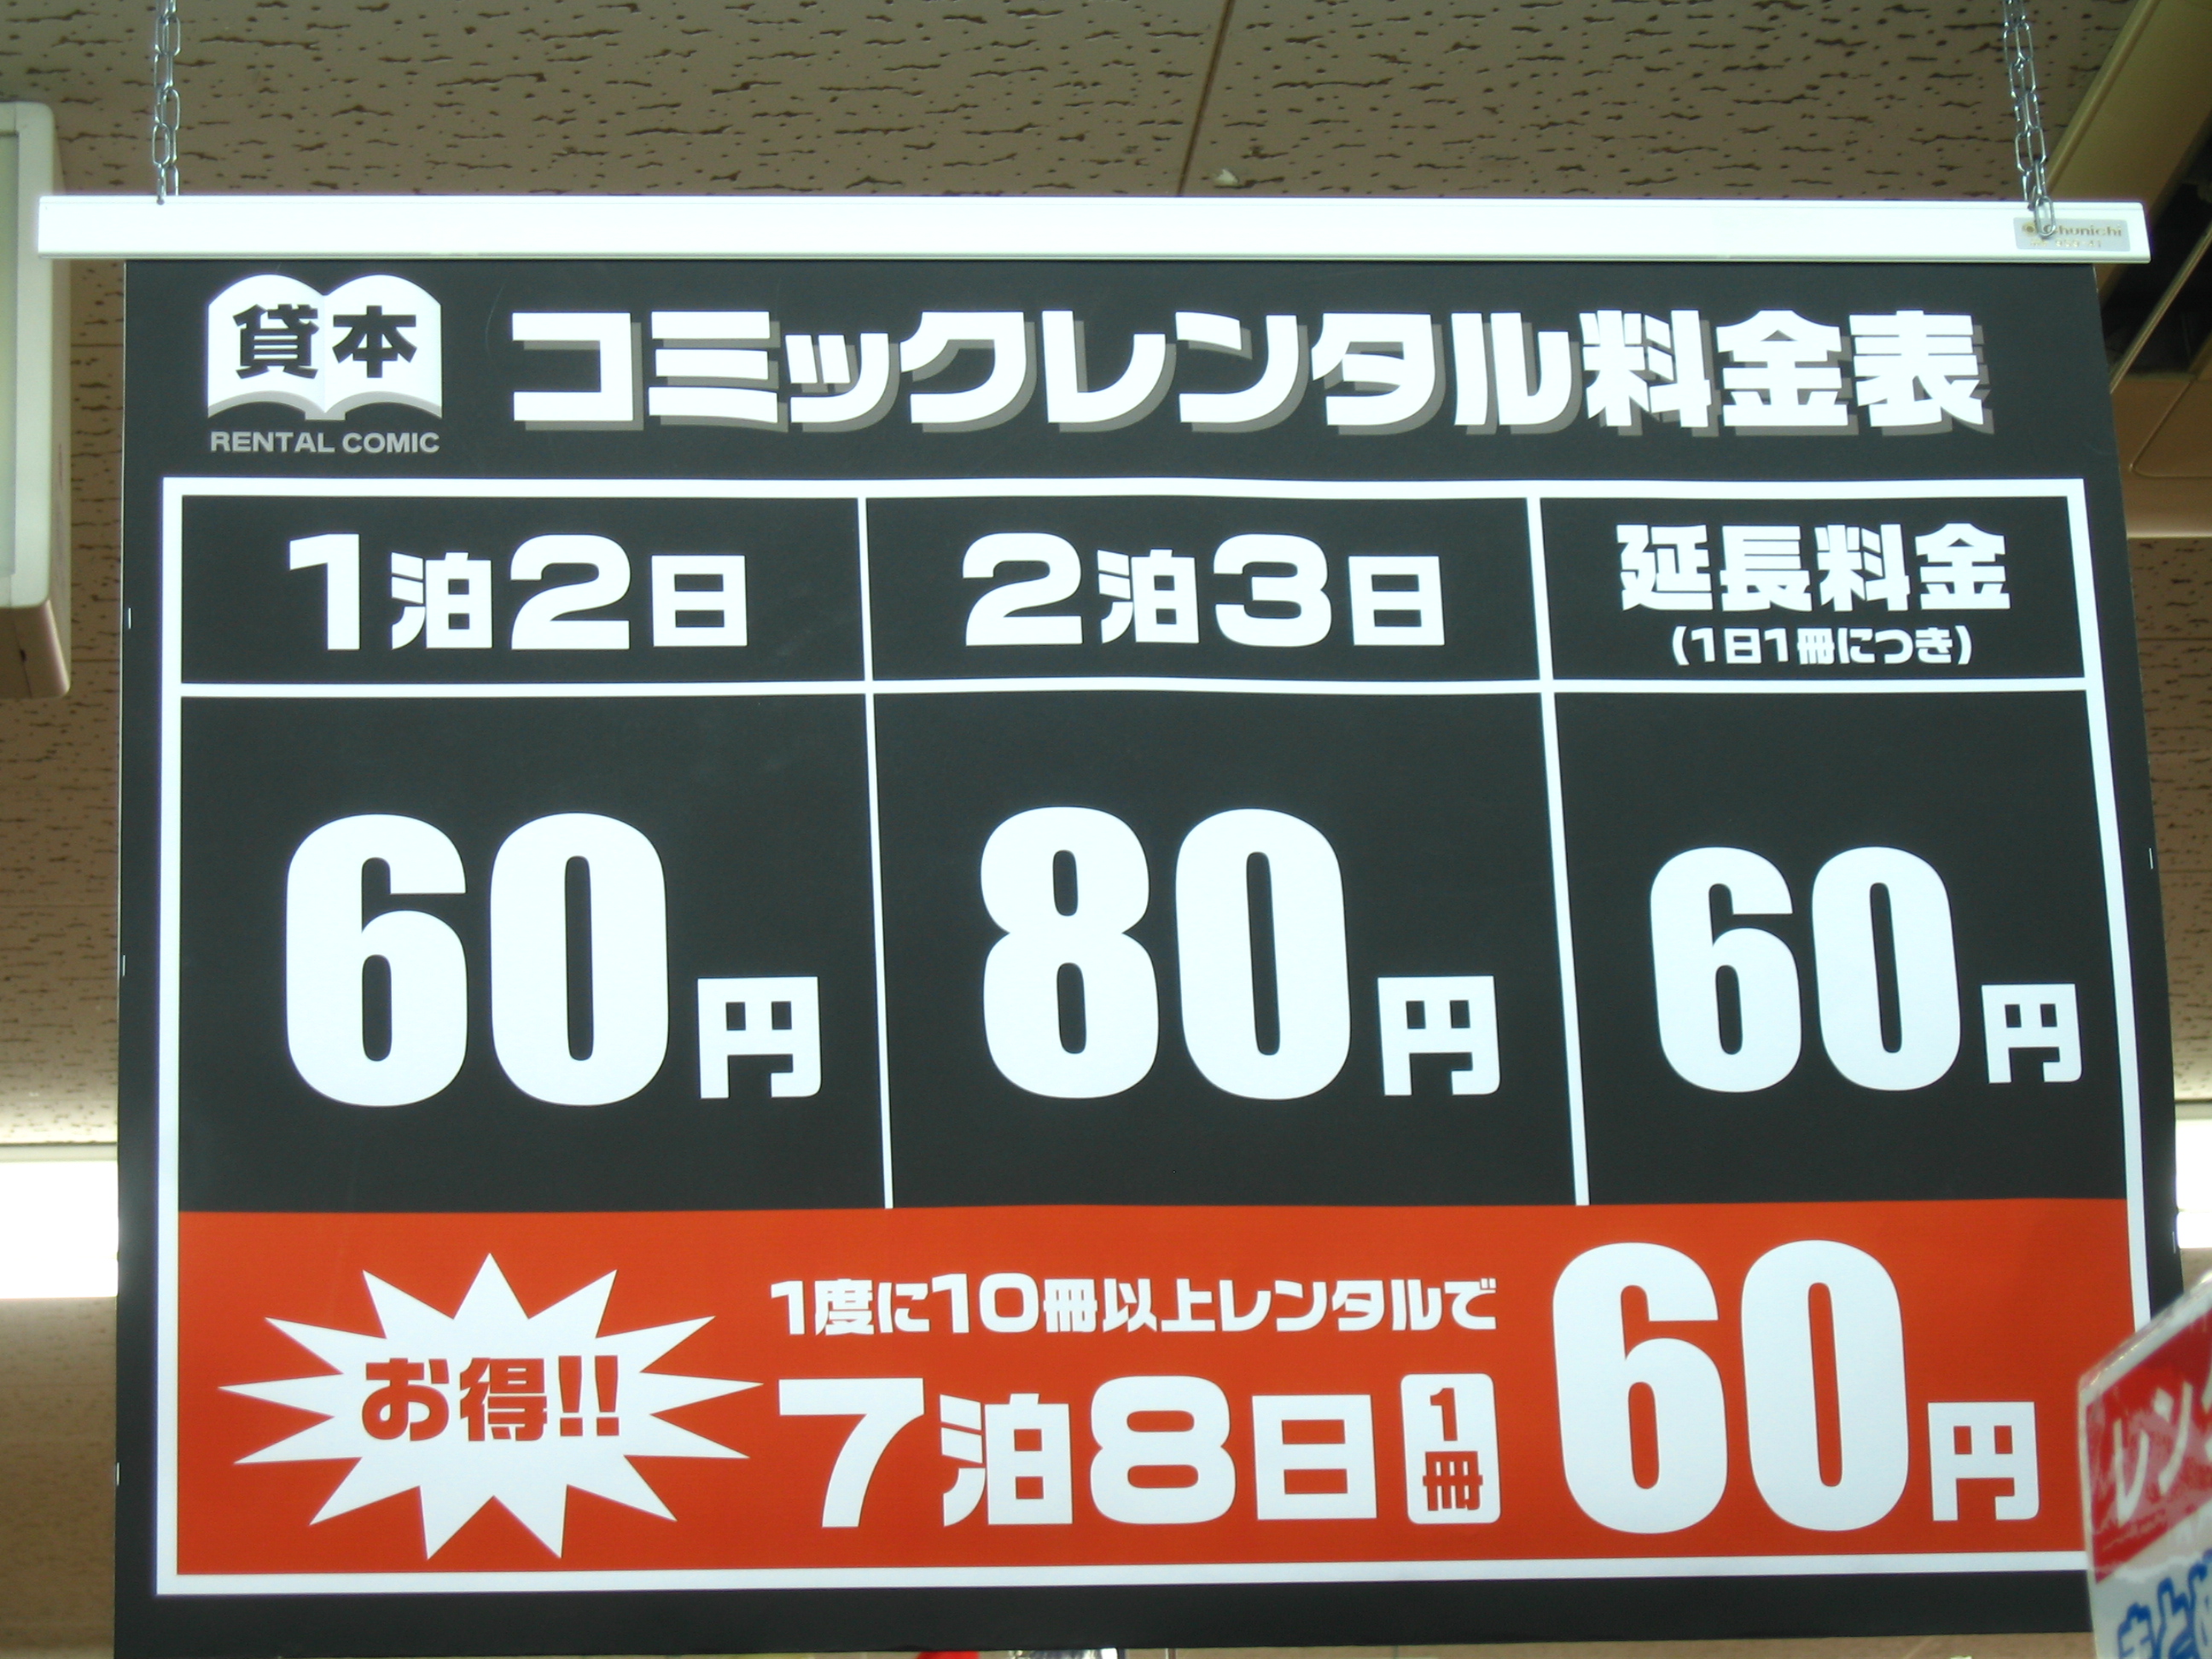 Chunichi
貸本
RENTAL COMIC
コミックレンタル料金表
1泊2日
2泊3日
延長料金
(1日1冊につき)
60円
80円
60円
お得!!
1度に10冊以上レンタルで
7泊8日
1冊
60円
レン